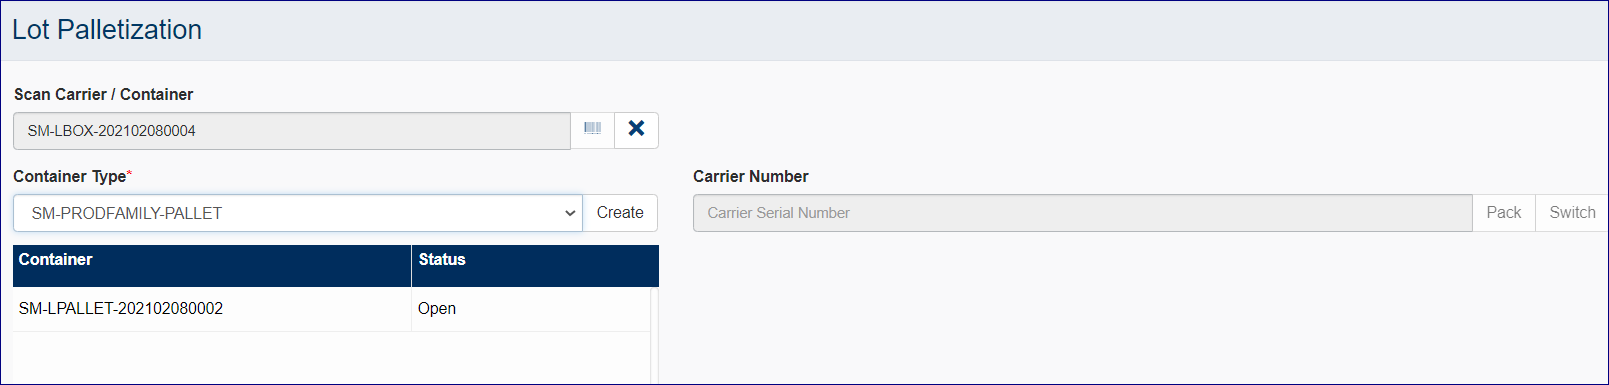 Lot Palletization
Scan Carrier / Container
SM-LBOX-202102080004
Container Type*
SM-PRODFAMILY-PALLET
Create
Carrier Number
Carrier Serial Number
Pack
Switch
Container
Status
SM-LPALLET-202102080002
Open